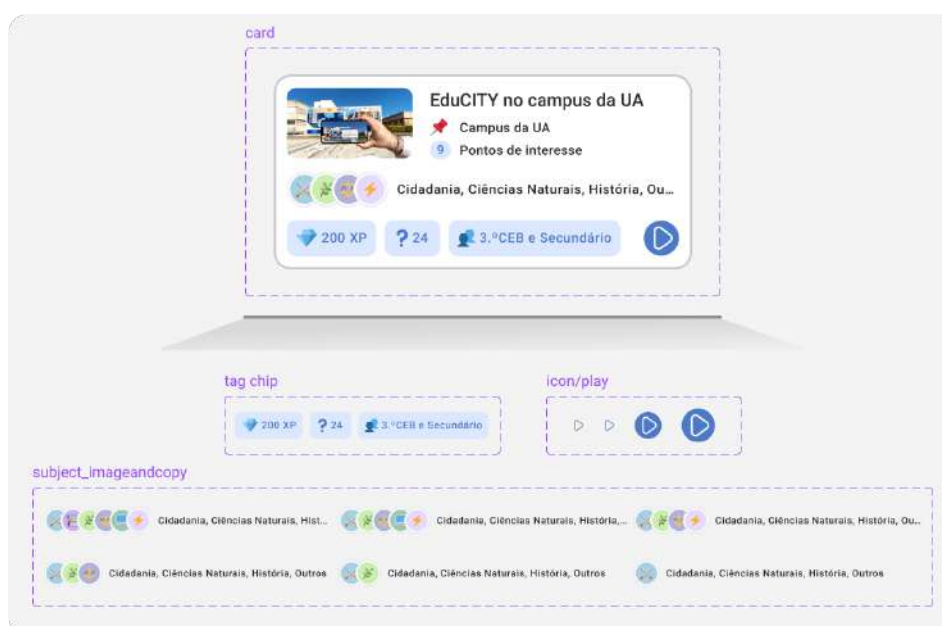 card
EduCITY no campus da UA
Campus da UA
9 Pontos de interesse
Cidadania, Ciências Naturais, História, Ou...
200 XP ? 24 3.ºCEB e Secundário
tag chip
icon/play
200 XP ? 24 3.ºCEB e Secundário
subject_imageandcopy
Cidadania, Ciências Naturais, Hist... Cidadania, Ciências Naturais, História,... Cidadania, Ciências Naturais, História, Ou...
Cidadania, Ciências Naturais, História, Outros Cidadania, Ciências Naturais, História, Outros Cidadania, Ciências Naturais, História, Outros